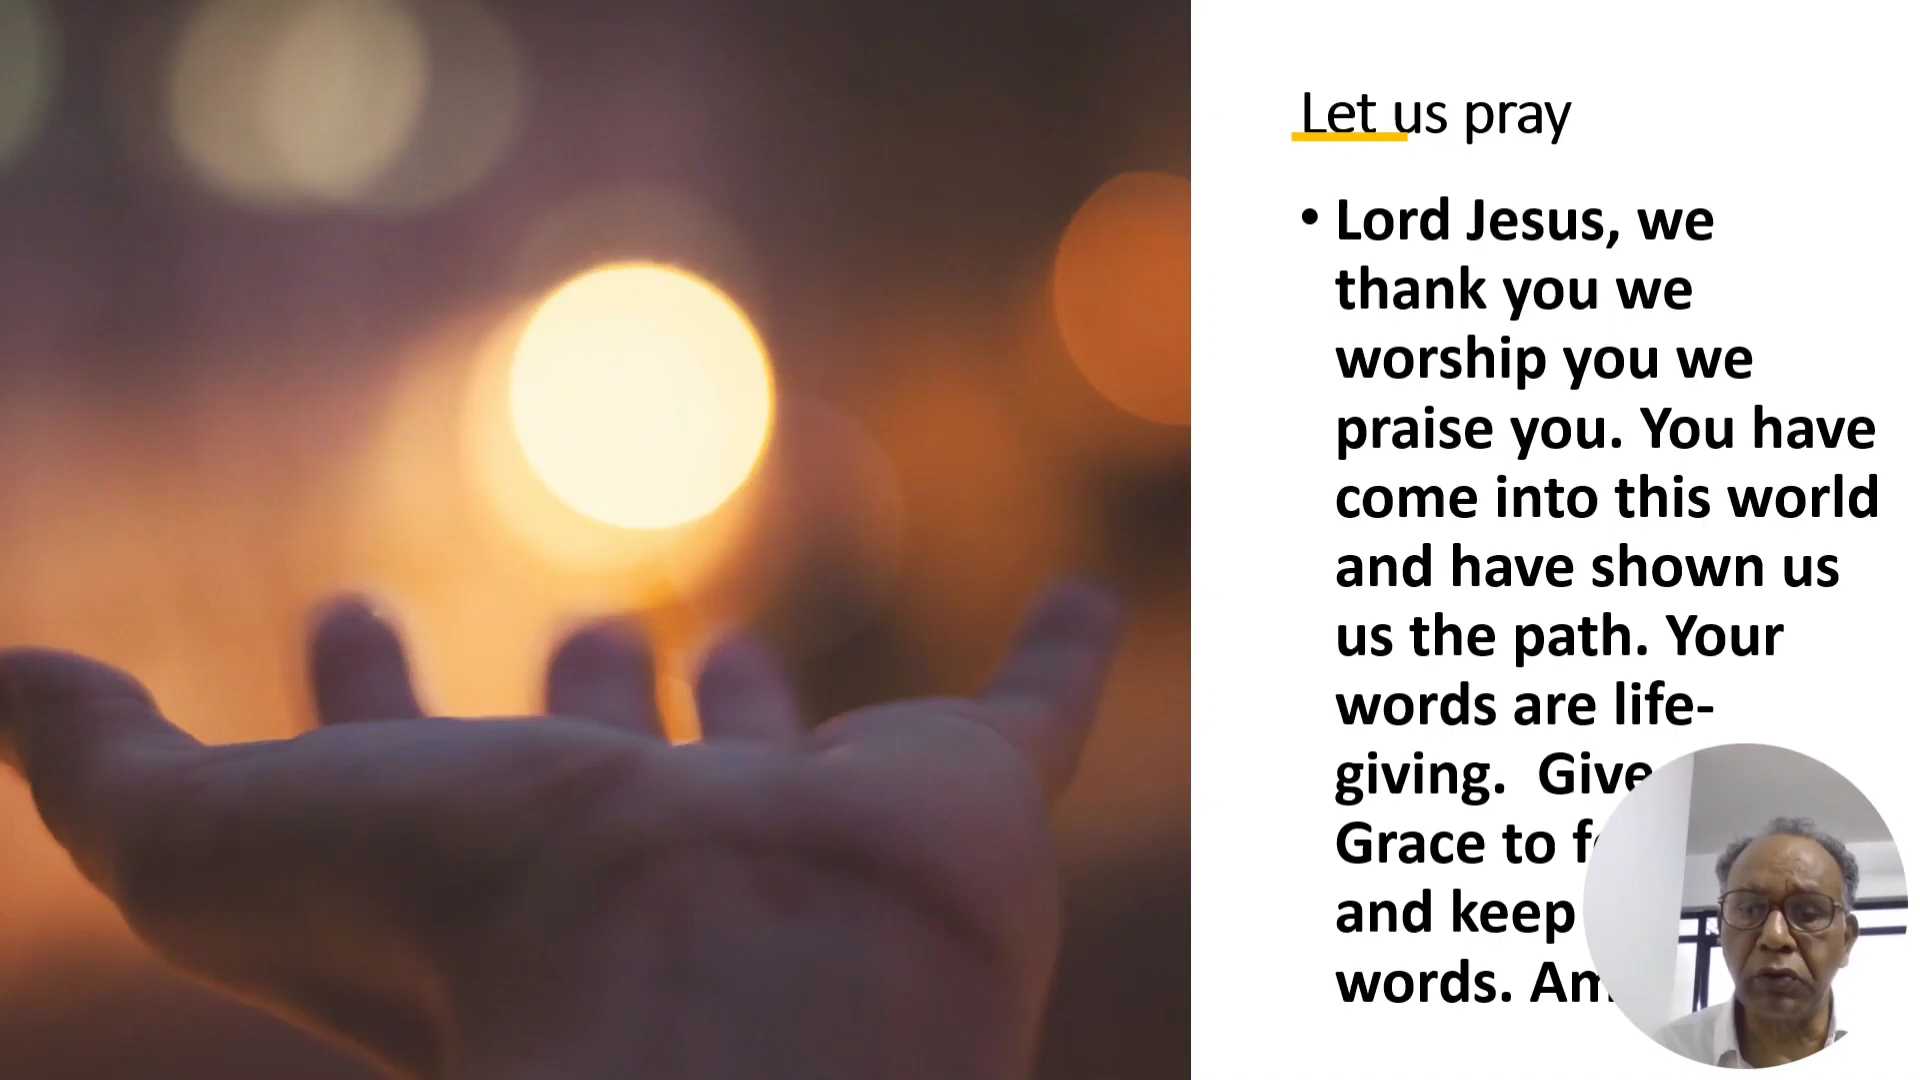 Let us pray
• Lord Jesus, we
thank you we
worship you we
praise you. You have
come into this world
and have shown us
us the path. Your
words are life-
giving. Give
Grace to
and keep
words.